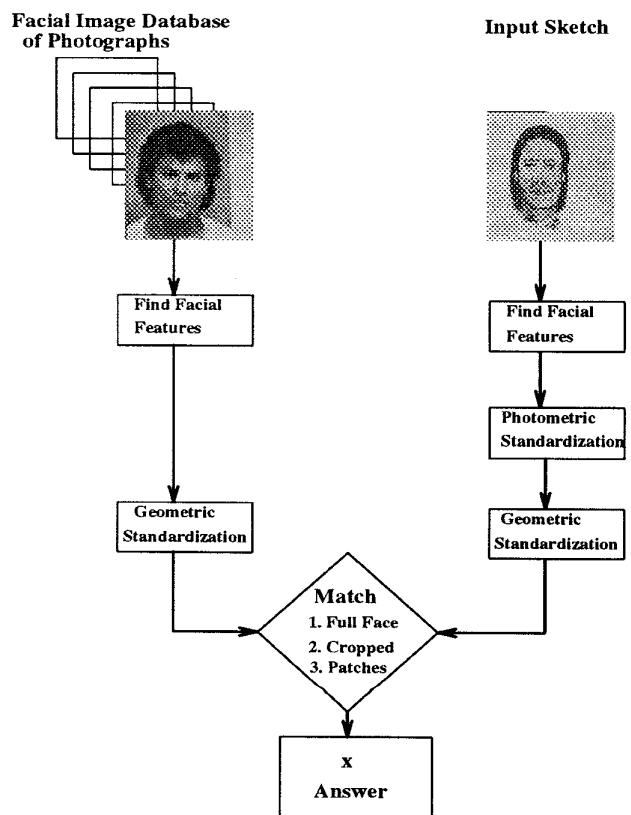 Facial Image Database
of Photographs
Input Sketch
Find Facial
Features
Find Facial
Features
Photometric
Standardization
Geometric
Standardization
Geometric
Standardization
Match
1. Full Face
2. Cropped
3. Patches
x
Answer